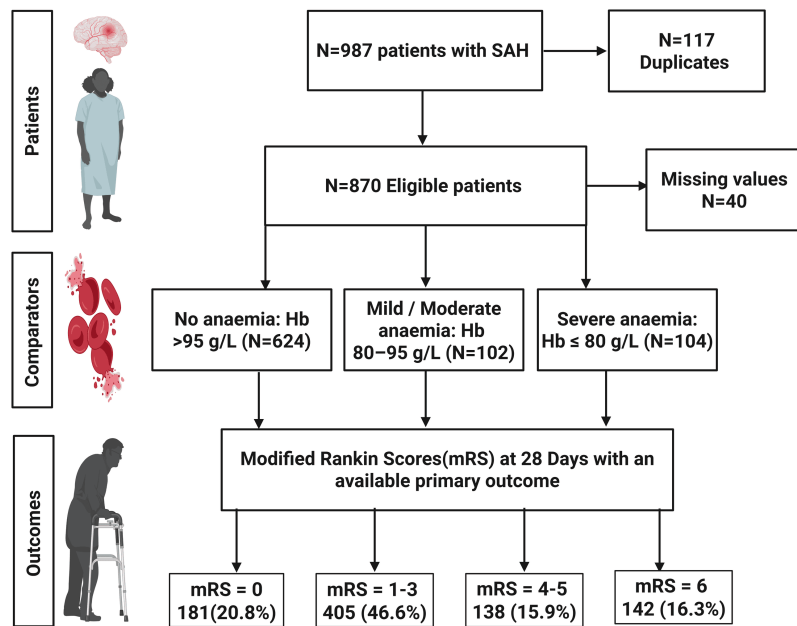 Patients
N=987 patients with SAH
N=117
Duplicates
N=870 Eligible patients
Missing values
N=40
Comparators
No anaemia: Hb
>95 g/L (N=624)
Mild / Moderate
anaemia: Hb
80–95 g/L (N=102)
Severe anaemia:
Hb ≤ 80 g/L (N=104)
Outcomes
Modified Rankin Scores(mRS) at 28 Days with an
available primary outcome
mRS = 0
181(20.8%)
mRS = 1-3
405 (46.6%)
mRS = 4-5
138 (15.9%)
mRS = 6
142 (16.3%)